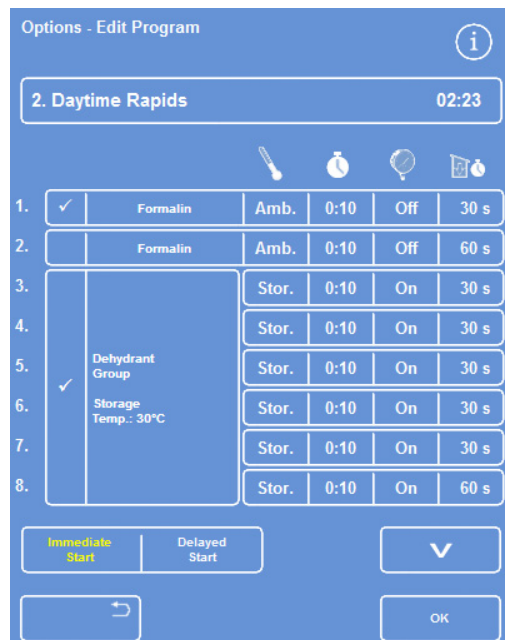 Options - Edit Program
i
2. Daytime Rapids 02:23
1. ✓ Formalin Amb. 0:10 Off 30 s
2. Formalin Amb. 0:10 Off 60 s
3. Stor. 0:10 On 30 s
4. Stor. 0:10 On 30 s
5. Stor. 0:10 On 30 s
6. Stor. 0:10 On 30 s
7. Stor. 0:10 On 30 s
8. Stor. 0:10 On 60 s
✓ Dehydrant
Group
Storage
Temp.: 30°C
Immediate
Start
Delayed
Start
OK